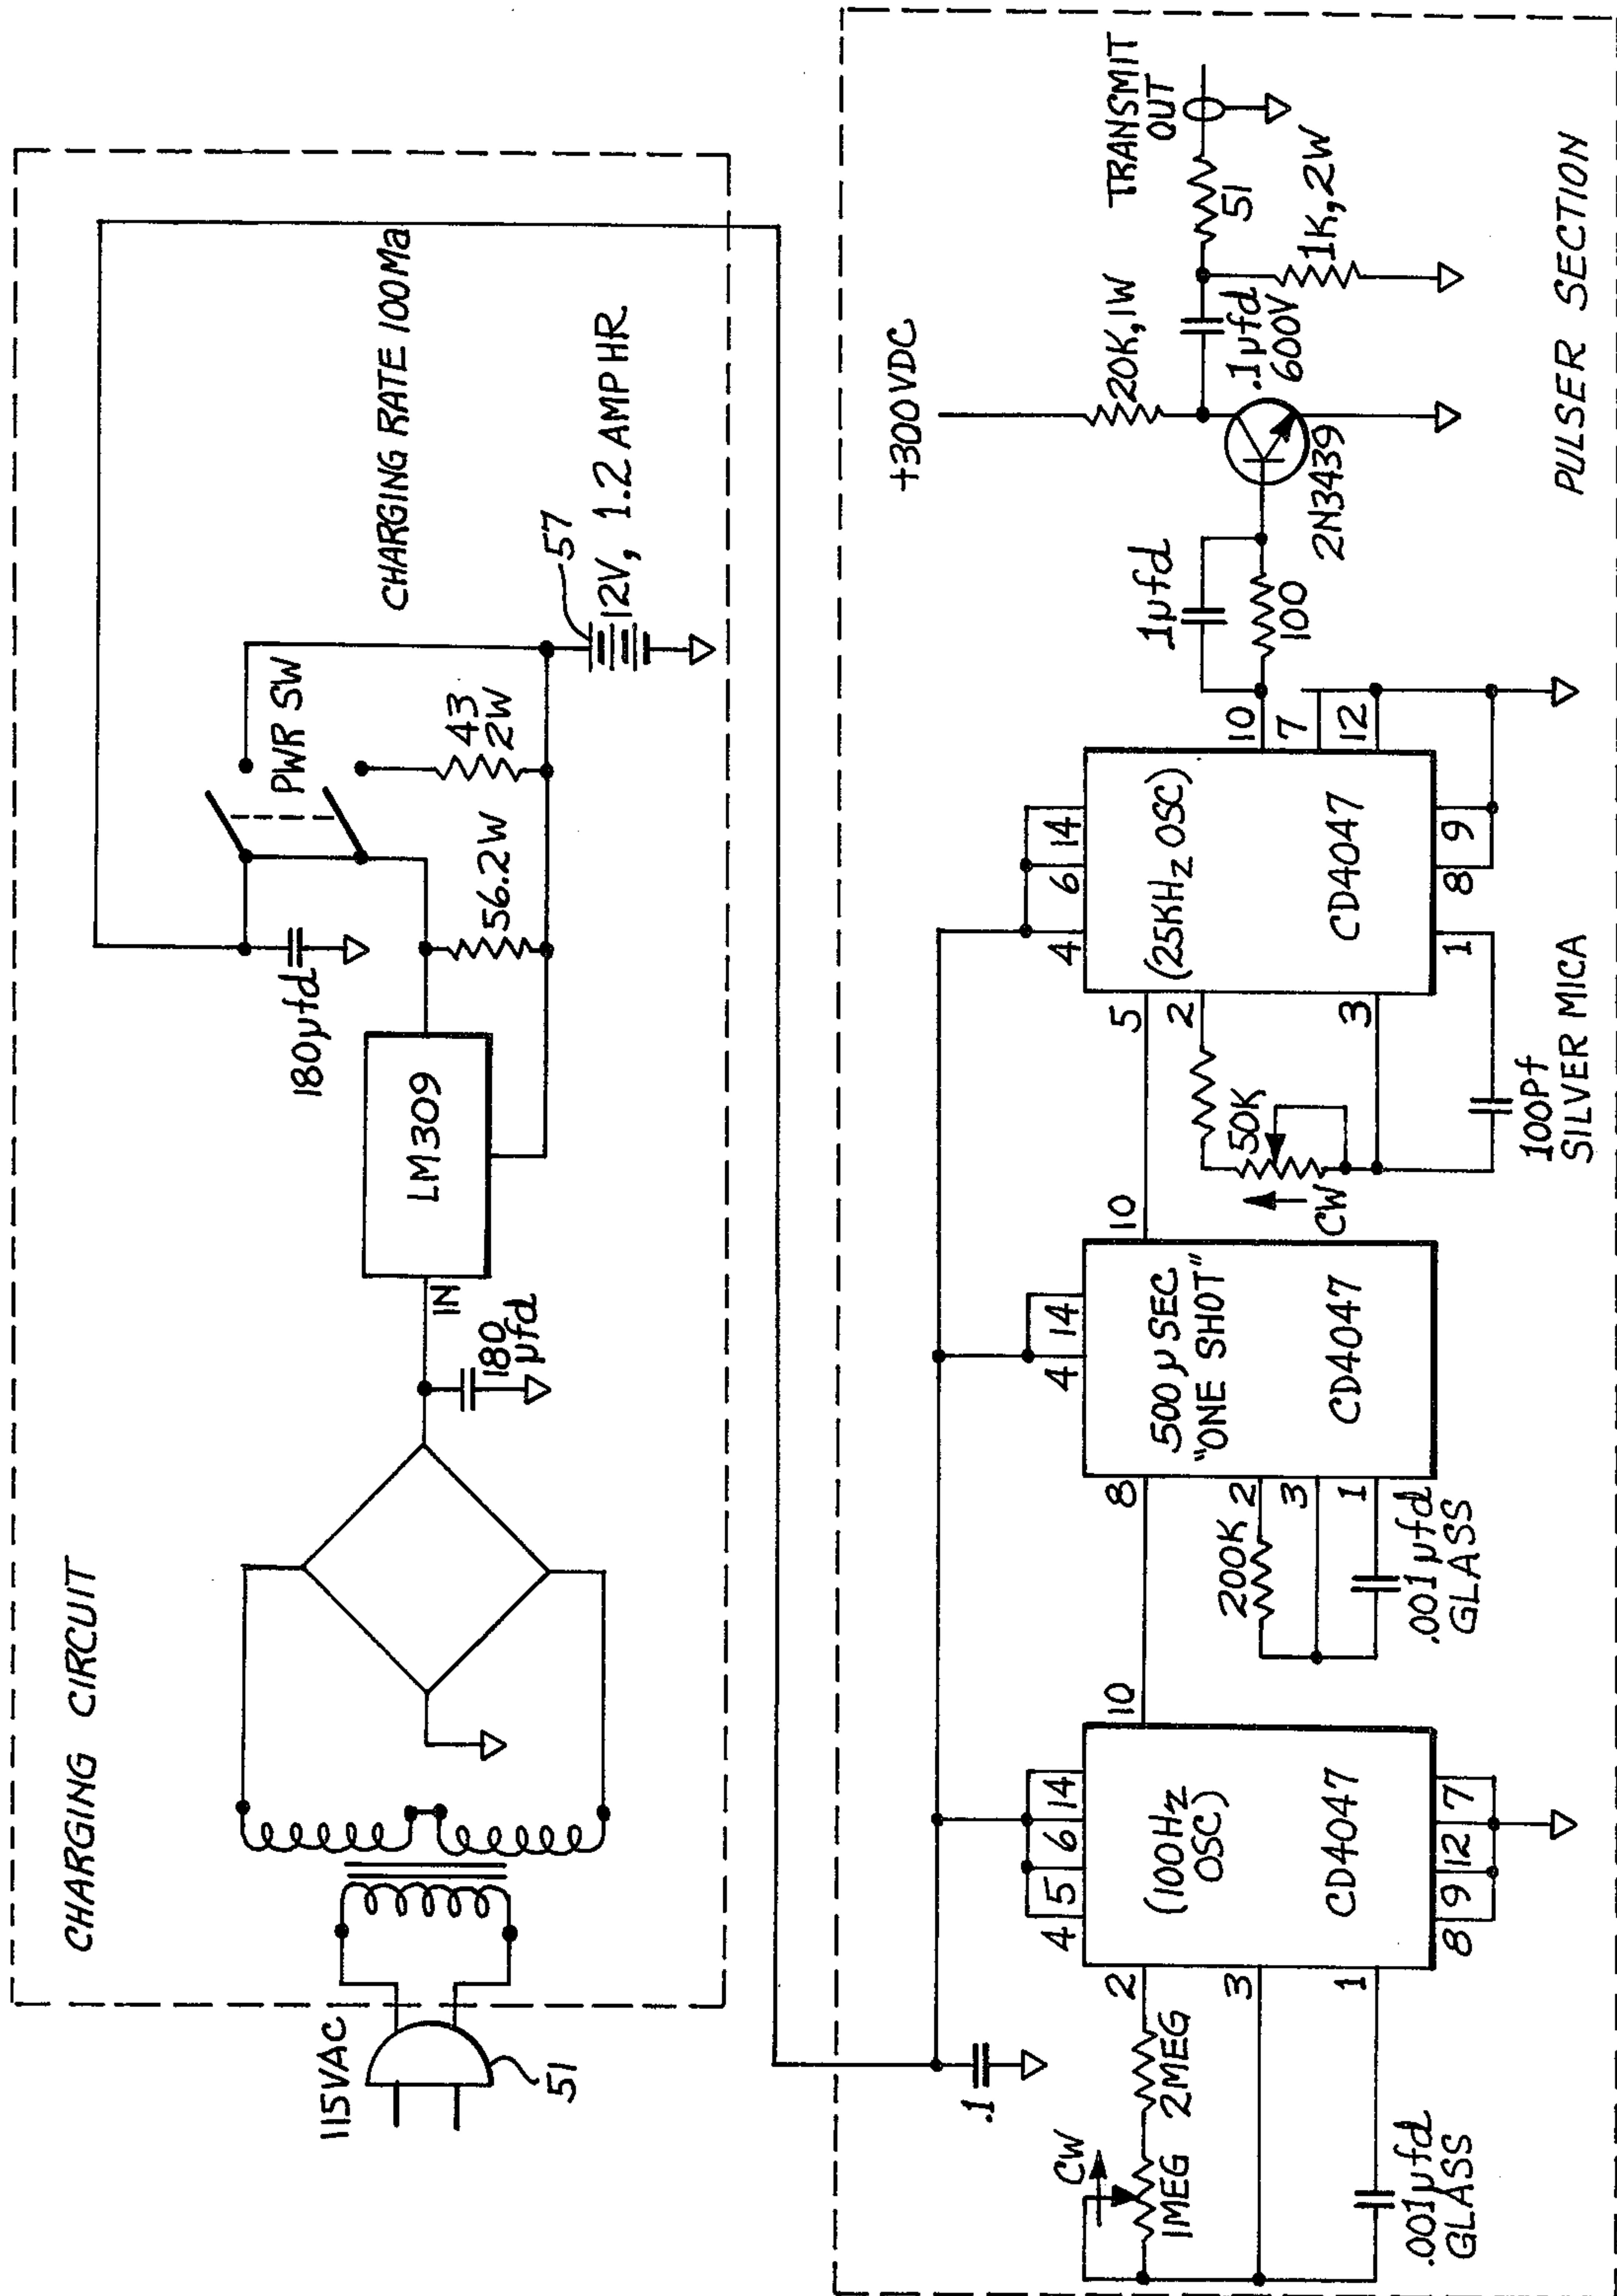 CHARGING CIRCUIT
115VAC
51
180
µfd
IN
LM309
180µfd
56.2W
PWR SW
43
2W
57
12V, 1.2 AMP HR.
CHARGING RATE 100Ma
.1
CW
1MEG
2MEG
2
3
1
.001µfd
GLASS
4
5
6
14
(100Hz
OSC)
CD4047
8
9
12
7
10
8
200K
2
3
1
.001µfd
GLASS
4
14
500µSEC
"ONE SHOT"
CD4047
10
5
2
50K
CW
3
100Pf
SILVER MICA
1
4
6
14
(25KHz OSC)
CD4047
8
9
10
7
12
.1µfd
100
2N3439
+300VDC
20K,1W
.1µfd
600V
51
1K,2W
TRANSMIT
OUT
PULSER SECTION